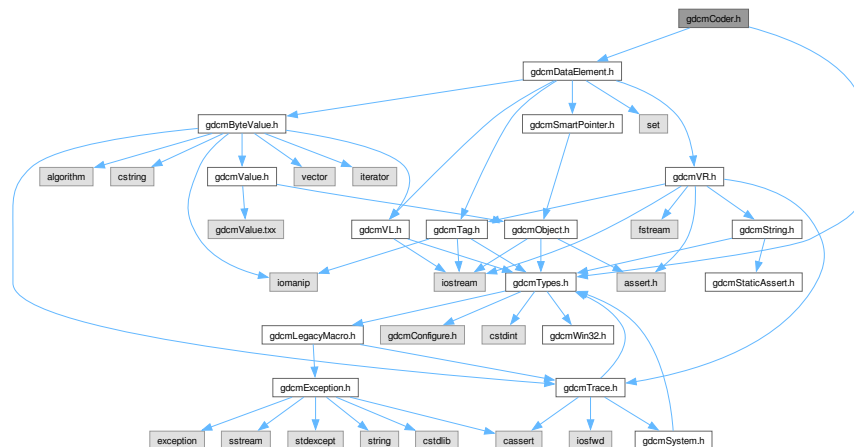 gdcmCoder.h
gdcmDataElement.h
gdcmByteValue.h
gdcmSmartPointer.h
set
algorithm
cstring
gdcmValue.h
vector
iterator
gdcmVR.h
gdcmValue.txx
gdcmVL.h
gdcmTag.h
gdcmObject.h
fstream
gdcmString.h
iomanip
iostream
gdcmTypes.h
assert.h
gdcmStaticAssert.h
gdcmLegacyMacro.h
gdcmConfigure.h
cstdint
gdcmWin32.h
gdcmException.h
gdcmTrace.h
exception
sstream
stdexcept
string
cstdlib
cassert
iosfwd
gdcmSystem.h